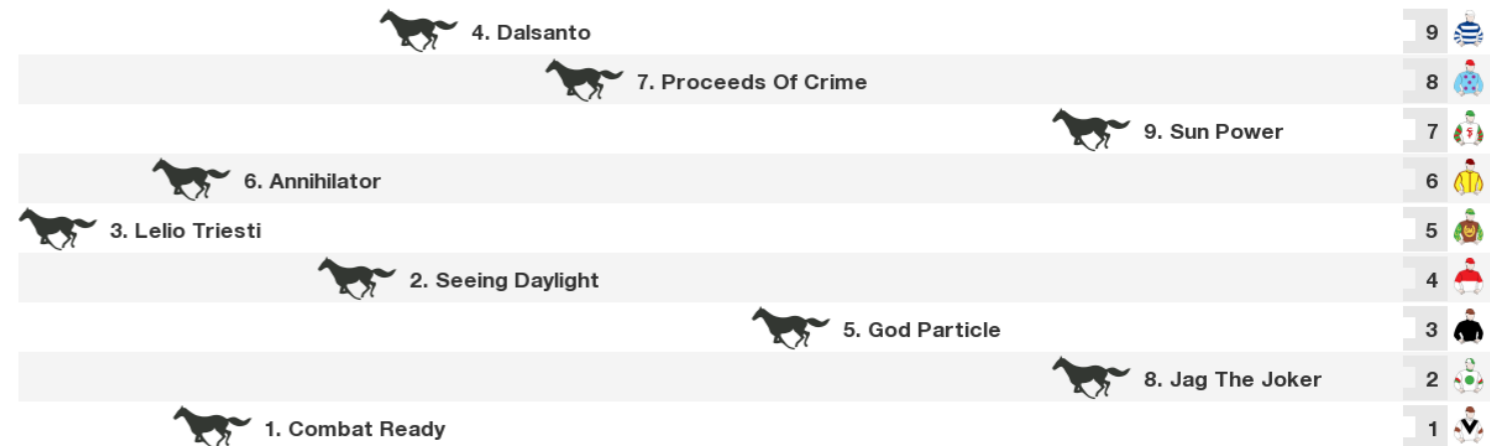 4. Dalsanto 9
7. Proceeds Of Crime 8
9. Sun Power 7
6. Annihilator 6
3. Lelio Triesti 5
2. Seeing Daylight 4
5. God Particle 3
8. Jag The Joker 2
1. Combat Ready 1